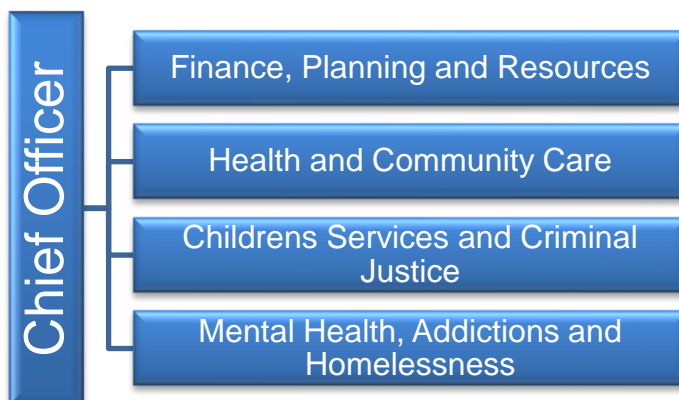 Chief Officer
Finance, Planning and Resources
Health and Community Care
Childrens Services and Criminal
Justice
Mental Health, Addictions and
Homelessness